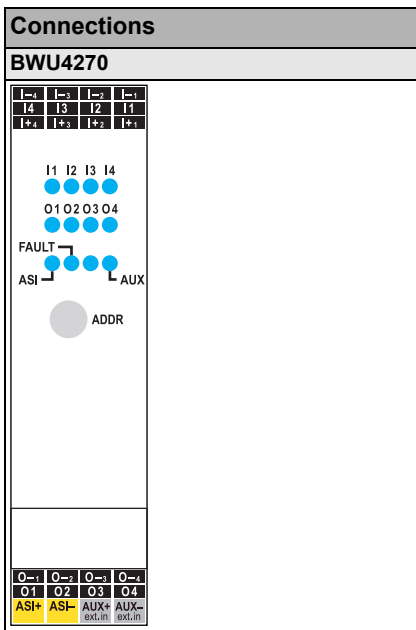 Connections
BWU4270
I–4 I–3 I–2 I–1
I4 I3 I2 I1
I+4 I+3 I+2 I+1
I1 I2 I3 I4
O1 O2 O3 O4
FAULT
ASI AUX
ADDR
O–1 O–2 O–3 O–4
O1 O2 O3 O4
ASI+ ASI– AUX+ AUX–
ext.in ext.in